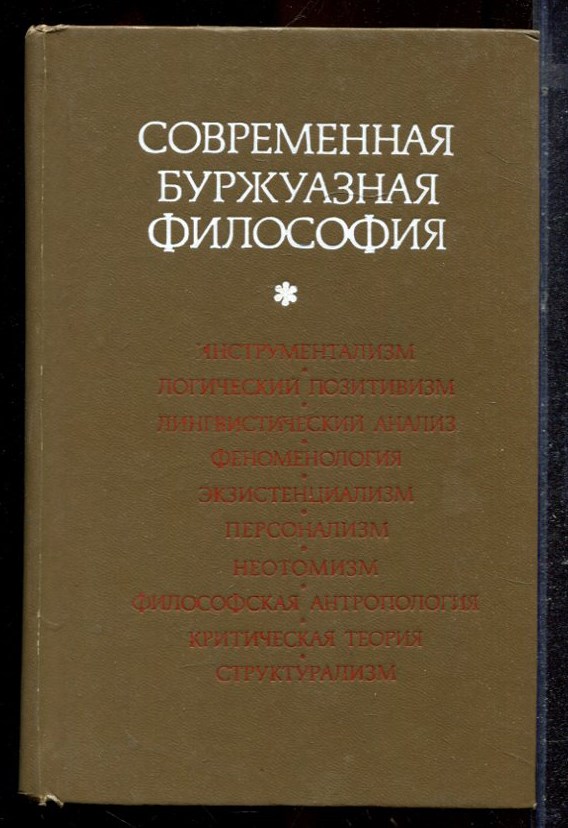 СОВРЕМЕННАЯ
БУРЖУАЗНАЯ
ФИЛОСОФИЯ
*
ИНСТРУМЕНТАЛИЗМ
ЛОГИЧЕСКИЙ ПОЗИТИВИЗМ
ЛИНГВИСТИЧЕСКИЙ АНАЛИЗ
ФЕНОМЕНОЛОГИЯ
ЭКЗИСТЕНЦИАЛИЗМ
ПЕРСОНАЛИЗМ
НЕОТОМИЗМ
ФИЛОСОФСКАЯ АНТРОПОЛОГИЯ
КРИТИЧЕСКАЯ ТЕОРИЯ
СТРУКТУРАЛИЗМ